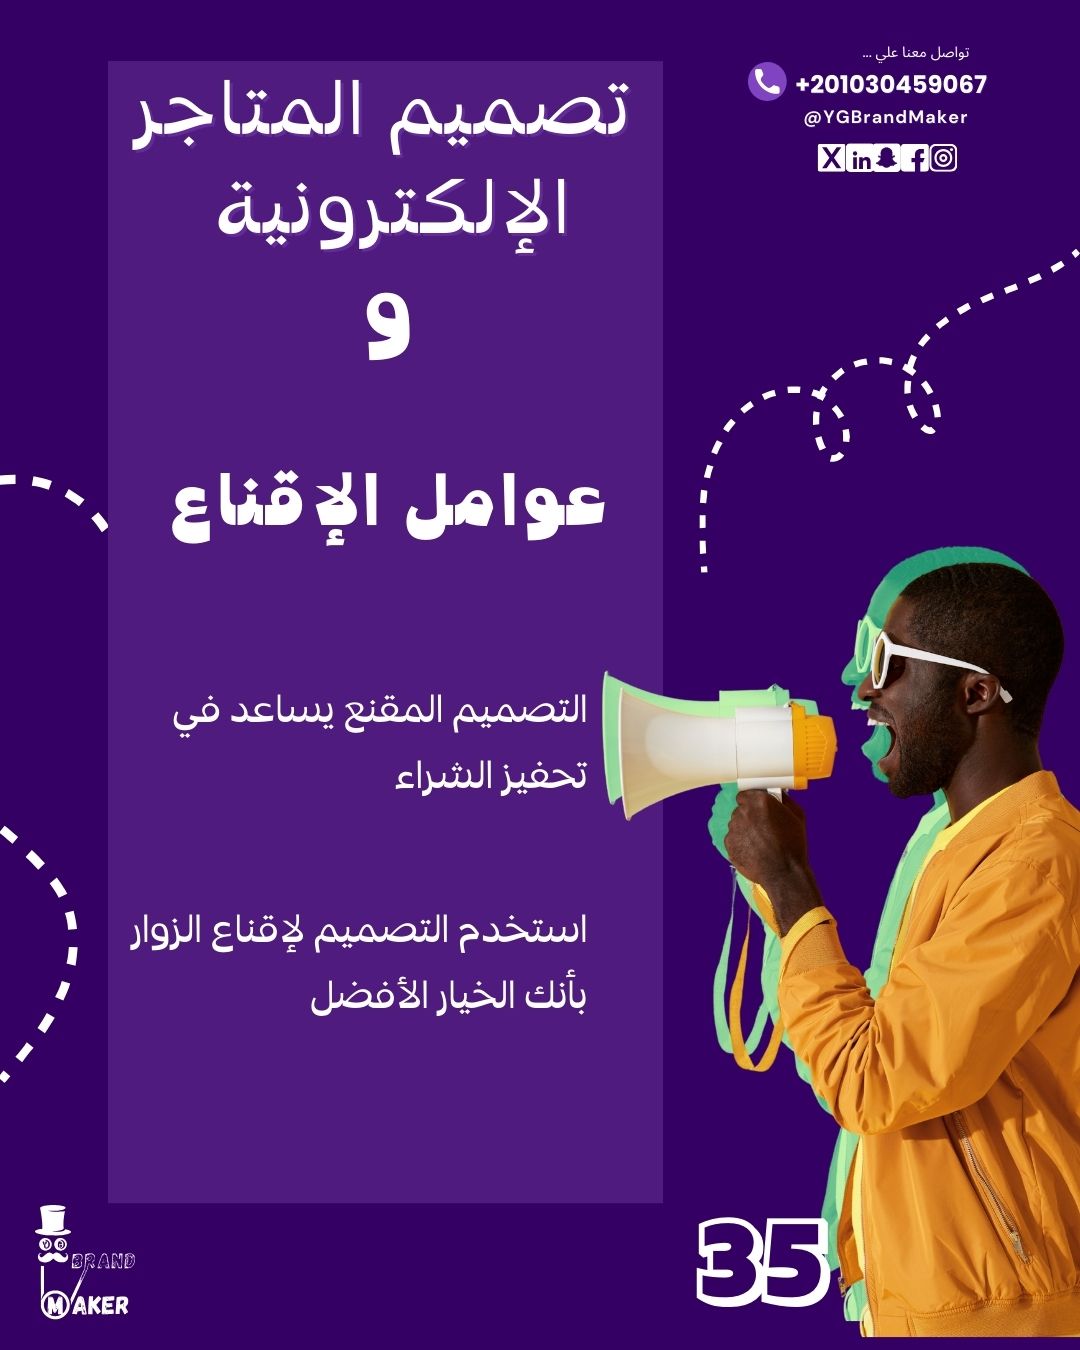 تواصل معنا علي ...
+201030459067
@YGBrandMaker
تصميم المتاجر
الإلكترونية
و
عوامل الإقناع
التصميم المقنع يساعد في
تحفيز الشراء
استخدم التصميم لإقناع الزوار
بأنك الخيار الأفضل
35
Y G
BRAND
MAKER